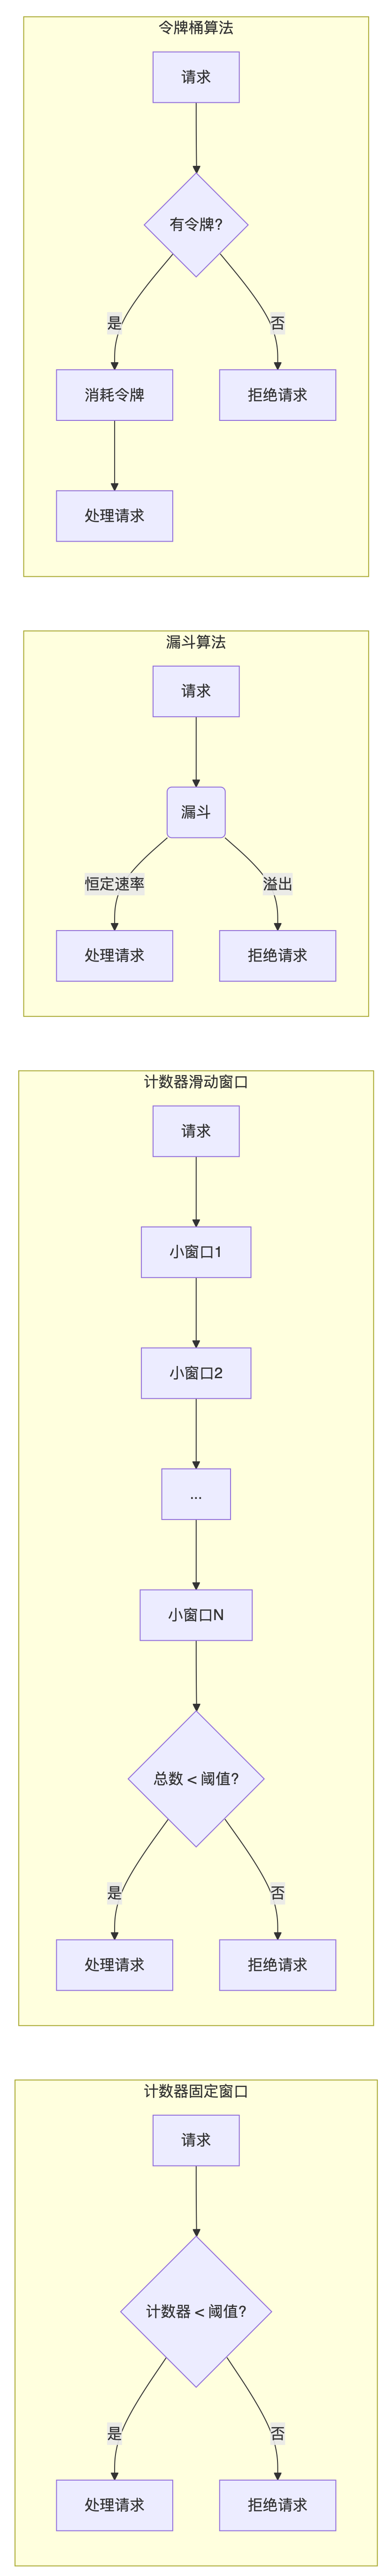 令牌桶算法
请求
有令牌?
是
否
消耗令牌
拒绝请求
处理请求
漏斗算法
请求
漏斗
恒定速率
溢出
处理请求
拒绝请求
计数器滑动窗口
请求
小窗口1
小窗口2
...
小窗口N
总数 < 阈值?
是
否
处理请求
拒绝请求
计数器固定窗口
请求
计数器 < 阈值?
是
否
处理请求
拒绝请求